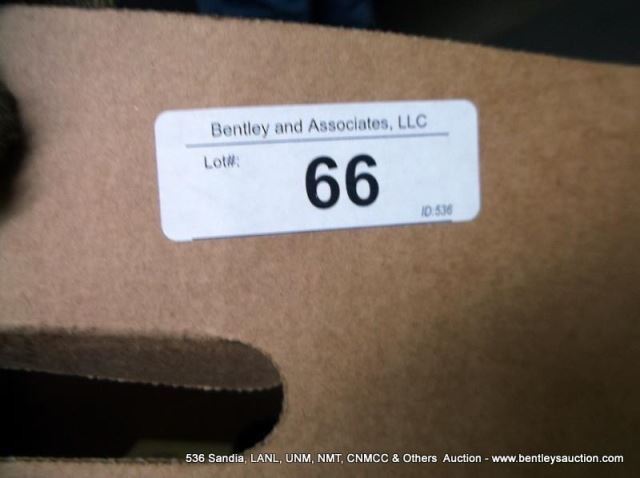 Bentley and Associates, LLC
Lot#:
66
ID:536
536 Sandia, LANL, UNM, NMT, CNMCC & Others Auction - www.bentleysauction.com